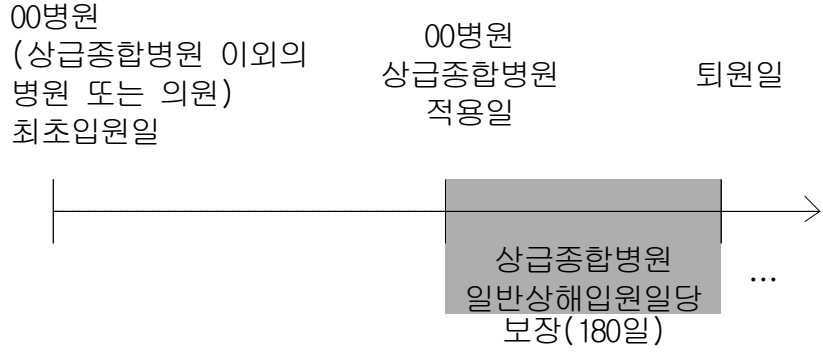 00병원
(상급종합병원 이외의
병원 또는 의원)
최초입원일
00병원
상급종합병원
적용일
퇴원일
상급종합병원
일반상해입원일당
보장(180일)
...